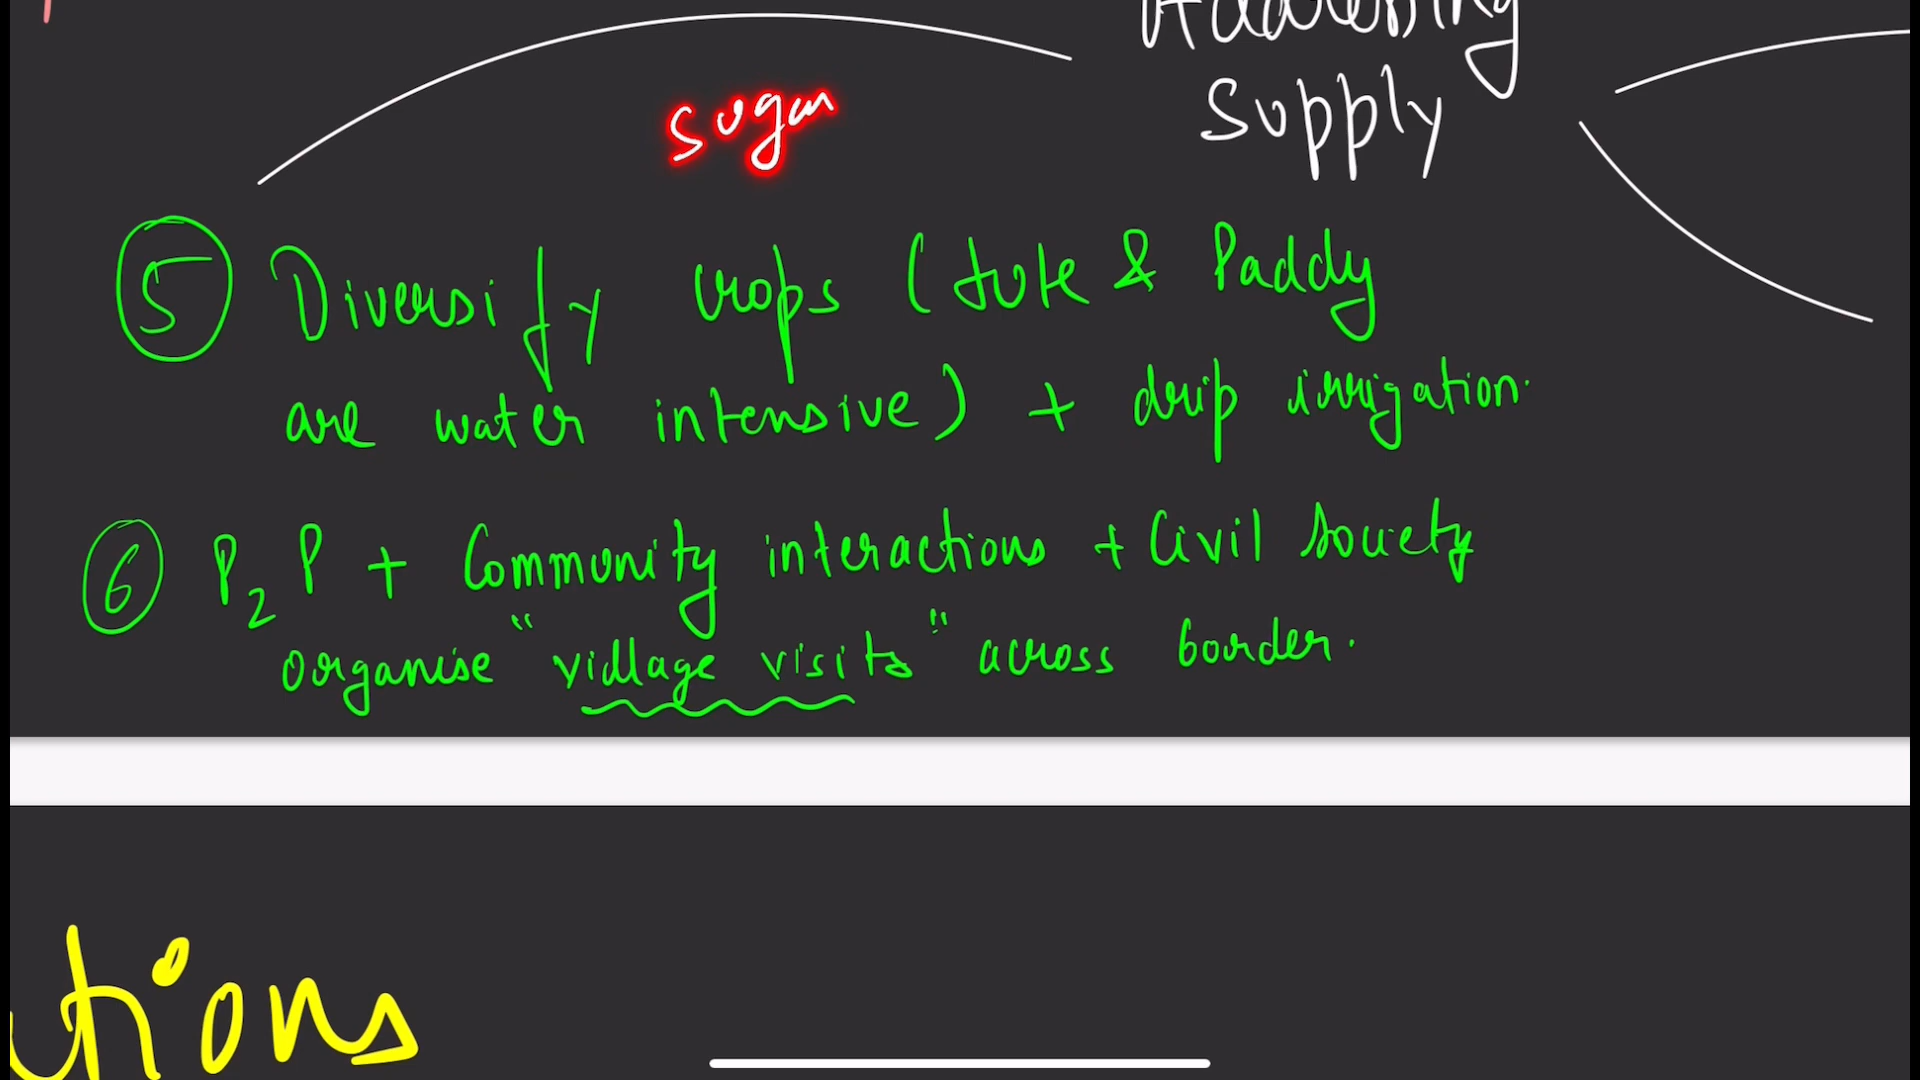 Addressing
Supply
Sugar
5 Diversify crops (Jute & Paddy
are water intensive) + drip irrigation.
6 P2P + Community interactions + Civil Society
organise "village visits" across border.
tions